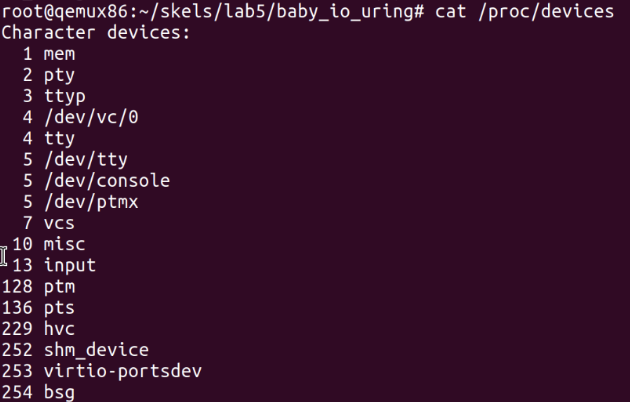 root@qemux86:~/skels/lab5/baby_io_uring# cat /proc/devices
Character devices:
1 mem
2 pty
3 ttyp
4 /dev/vc/0
4 tty
5 /dev/tty
5 /dev/console
5 /dev/ptmx
7 vcs
10 misc
13 input
128 ptm
136 pts
229 hvc
252 shm_device
253 virtio-portsdev
254 bsg